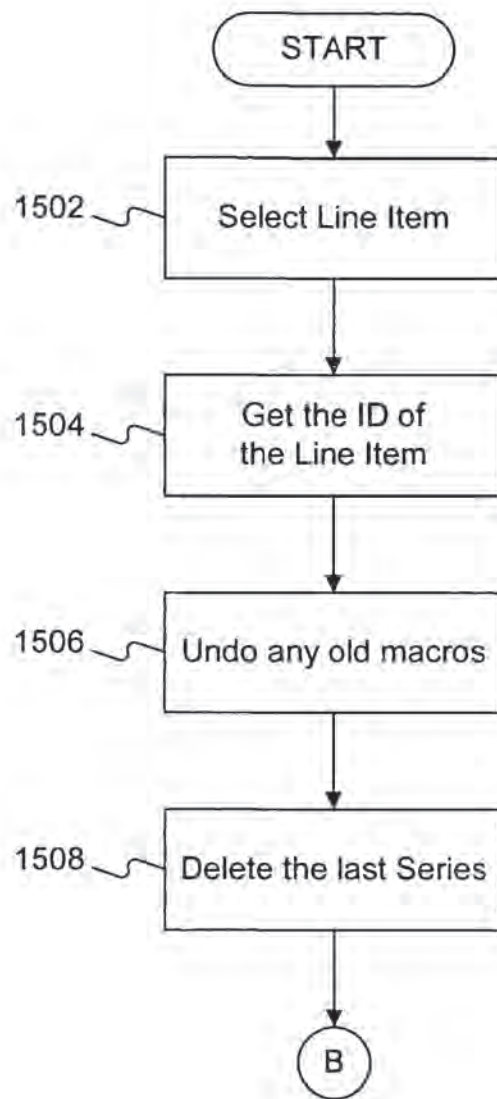 START
1502
Select Line Item
1504
Get the ID of
the Line Item
1506
Undo any old macros
1508
Delete the last Series
B